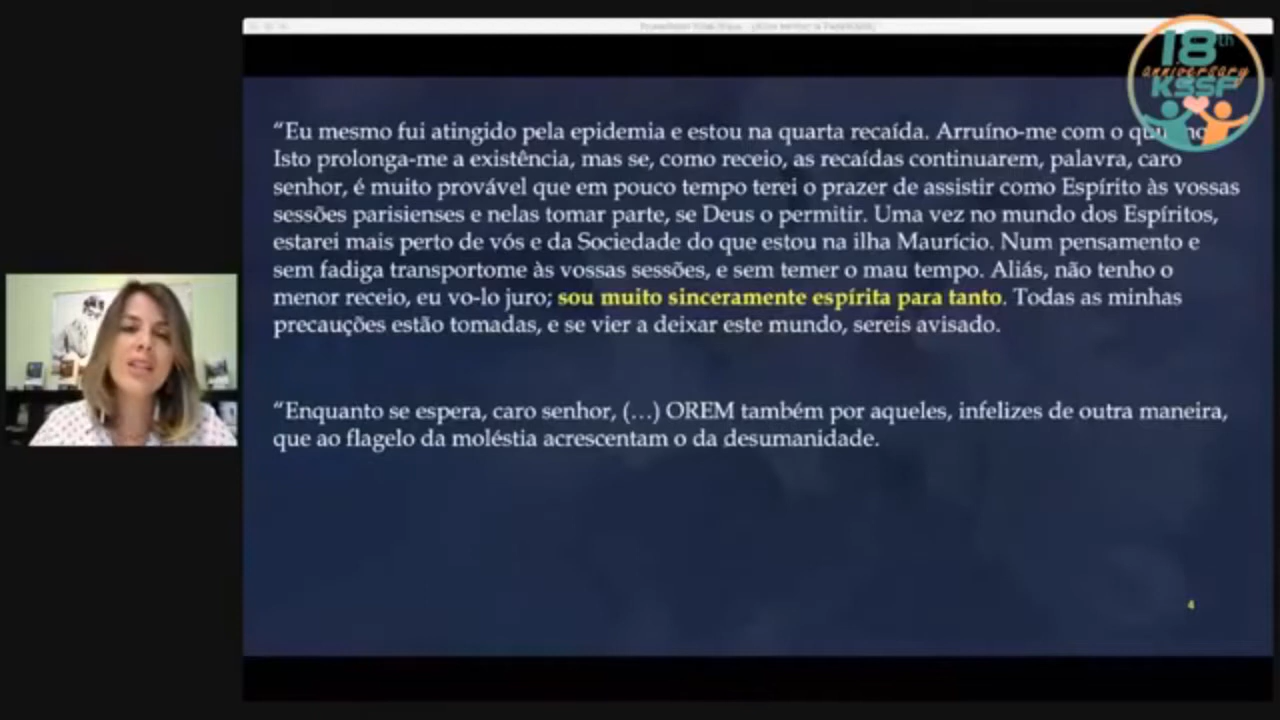 18th
anniversary
KSSF
“Eu mesmo fui atingido pela epidemia e estou na quarta recaída. Arruíno-me com o
Isto prolonga-me a existência, mas se, como receio, as recaídas continuarem, palavra, caro
senhor, é muito provável que em pouco tempo terei o prazer de assistir como Espírito às vossas
sessões parisienses e nelas tomar parte, se Deus o permitir. Uma vez no mundo dos Espíritos,
estarei mais perto de vós e da Sociedade do que estou na ilha Maurício. Num pensamento e
sem fadiga transportome às vossas sessões, e sem temer o mau tempo. Aliás, não tenho o
menor receio, eu vo-lo juro; sou muito sinceramente espírita para tanto. Todas as minhas
precauções estão tomadas, e se vier a deixar este mundo, sereis avisado.
“Enquanto se espera, caro senhor, (…) OREM também por aqueles, infelizes de outra maneira,
que ao flagelo da moléstia acrescentam o da desumanidade.
4